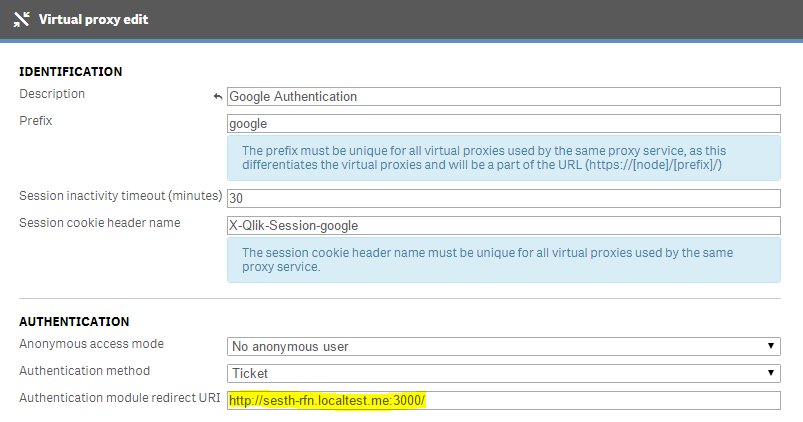 Virtual proxy edit
IDENTIFICATION
Description
Google Authentication
Prefix
google
The prefix must be unique for all virtual proxies used by the same proxy service, as this
differentiates the virtual proxies and will be a part of the URL (https://[node]/[prefix]/)
Session inactivity timeout (minutes)
30
Session cookie header name
X-Qlik-Session-google
The session cookie header name must be unique for all virtual proxies used by the same
proxy service.
AUTHENTICATION
Anonymous access mode
No anonymous user
Authentication method
Ticket
Authentication module redirect URI
http://sesth-rfn.localtest.me:3000/